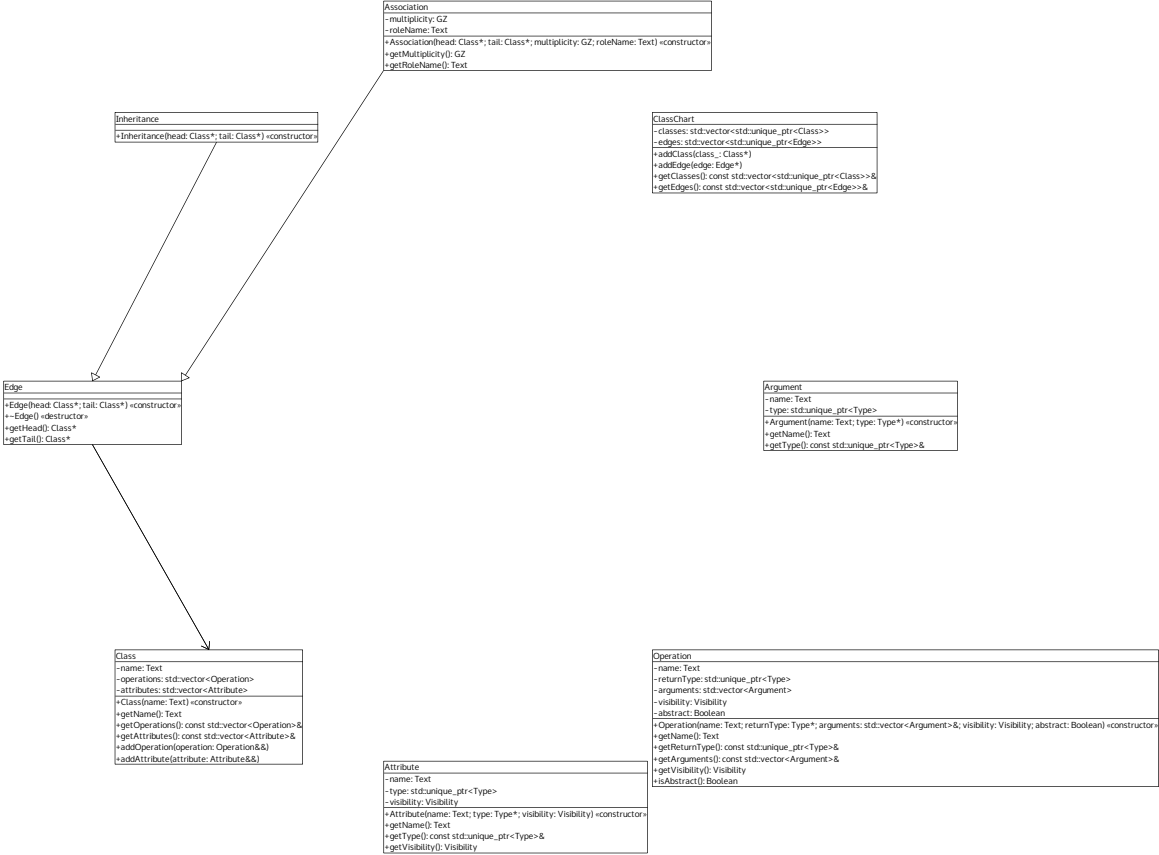 Association
-multiplicity: GZ
-roleName: Text
+Association(head: Class*; tail: Class*; multiplicity: GZ; roleName: Text) «constructor»
+getMultiplicity(): GZ
+getRoleName(): Text
Inheritance
+Inheritance(head: Class*; tail: Class*) «constructor»
ClassChart
-classes: std::vector<std::unique_ptr<Class>>
-edges: std::vector<std::unique_ptr<Edge>>
+addClass(class_: Class*)
+addEdge(edge: Edge*)
+getClasses(): const std::vector<std::unique_ptr<Class>>&
+getEdges(): const std::vector<std::unique_ptr<Edge>>&
Edge
+Edge(head: Class*; tail: Class*) «constructor»
+~Edge() «destructor»
+getHead(): Class*
+getTail(): Class*
Argument
-name: Text
-type: std::unique_ptr<Type>
+Argument(name: Text; type: Type*) «constructor»
+getName(): Text
+getType(): const std::unique_ptr<Type>&
Class
-name: Text
-operations: std::vector<Operation>
-attributes: std::vector<Attribute>
+Class(name: Text) «constructor»
+getName(): Text
+getOperations(): const std::vector<Operation>&
+getAttributes(): const std::vector<Attribute>&
+addOperation(operation: Operation&&)
+addAttribute(attribute: Attribute&&)
Operation
-name: Text
-returnType: std::unique_ptr<Type>
-arguments: std::vector<Argument>
-visibility: Visibility
-abstract: Boolean
+Operation(name: Text; returnType: Type*; arguments: std::vector<Argument>&; visibility: Visibility; abstract: Boolean) «constructor»
+getName(): Text
+getReturnType(): const std::unique_ptr<Type>&
+getArguments(): const std::vector<Argument>&
+getVisibility(): Visibility
+isAbstract(): Boolean
Attribute
-name: Text
-type: std::unique_ptr<Type>
-visibility: Visibility
+Attribute(name: Text; type: Type*; visibility: Visibility) «constructor»
+getName(): Text
+getType(): const std::unique_ptr<Type>&
+getVisibility(): Visibility